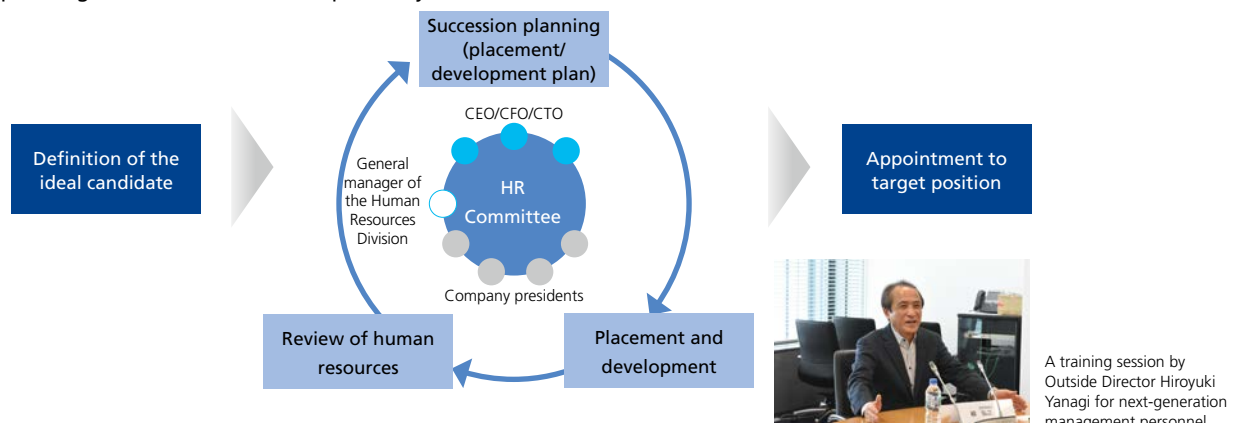 Succession planning
(placement/
development plan)
CEO/CFO/CTO
Definition of the
ideal candidate
General
manager of
the Human
Resources
Division
HR
Committee
Appointment to
target position
Company presidents
Review of human
resources
Placement and
development
A training session by
Outside Director Hiroyuki
Yanagi for next-generation
management personnel